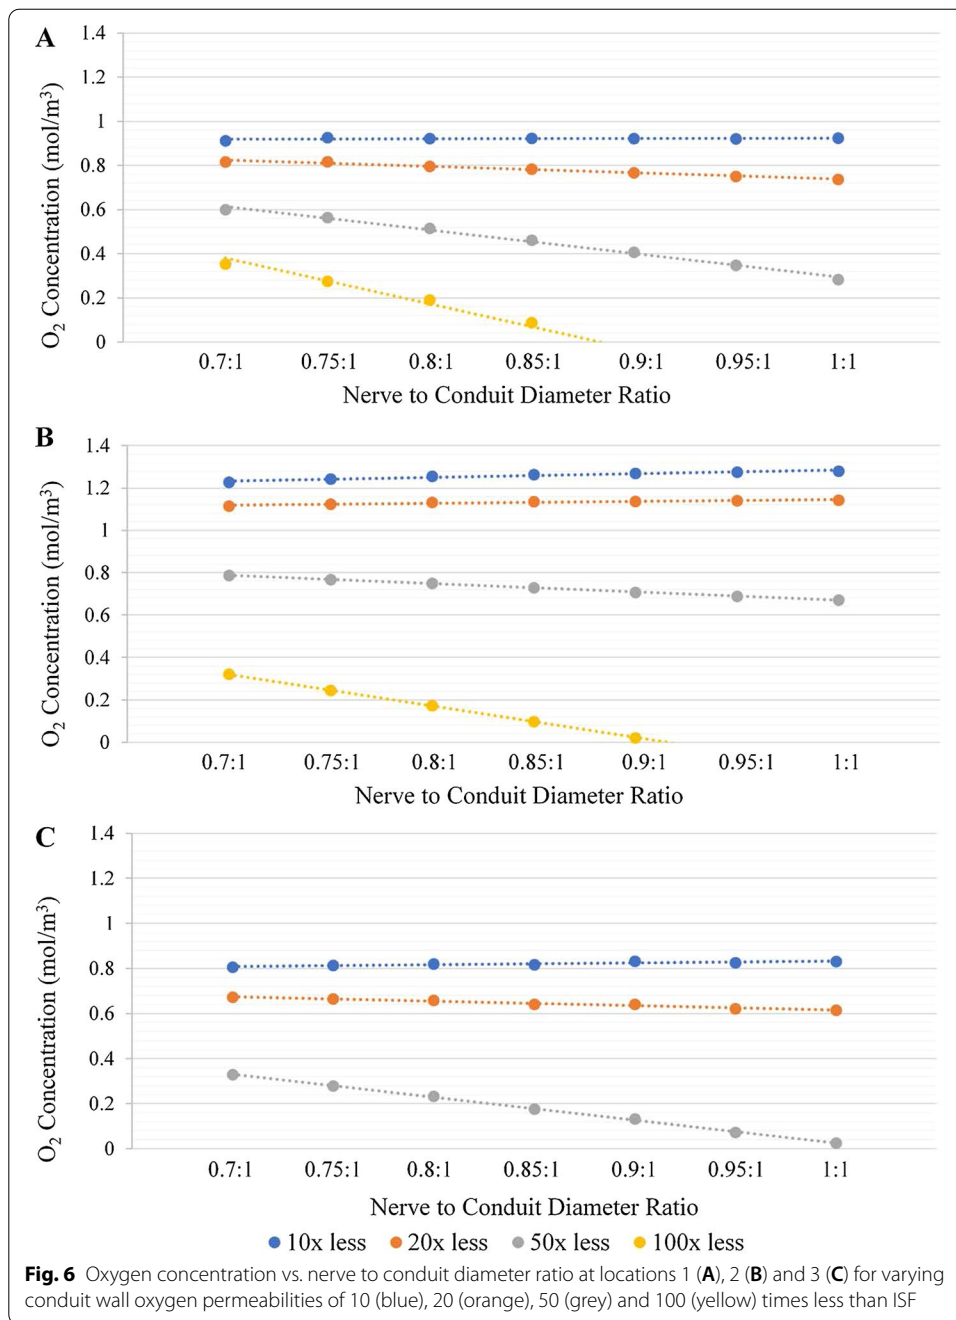 A
1.4
1.2
1
0.8
0.6
0.4
0.2
0
O₂ Concentration (mol/m³)
0.7:1 0.75:1 0.8:1 0.85:1 0.9:1 0.95:1 1:1
Nerve to Conduit Diameter Ratio
B
1.4
1.2
1
0.8
0.6
0.4
0.2
0
O₂ Concentration (mol/m³)
0.7:1 0.75:1 0.8:1 0.85:1 0.9:1 0.95:1 1:1
Nerve to Conduit Diameter Ratio
C
1.4
1.2
1
0.8
0.6
0.4
0.2
0
O₂ Concentration (mol/m³)
0.7:1 0.75:1 0.8:1 0.85:1 0.9:1 0.95:1 1:1
Nerve to Conduit Diameter Ratio
10x less 20x less 50x less 100x less
Fig. 6 Oxygen concentration vs. nerve to conduit diameter ratio at locations 1 (A), 2 (B) and 3 (C) for varying
conduit wall oxygen permeabilities of 10 (blue), 20 (orange), 50 (grey) and 100 (yellow) times less than ISF